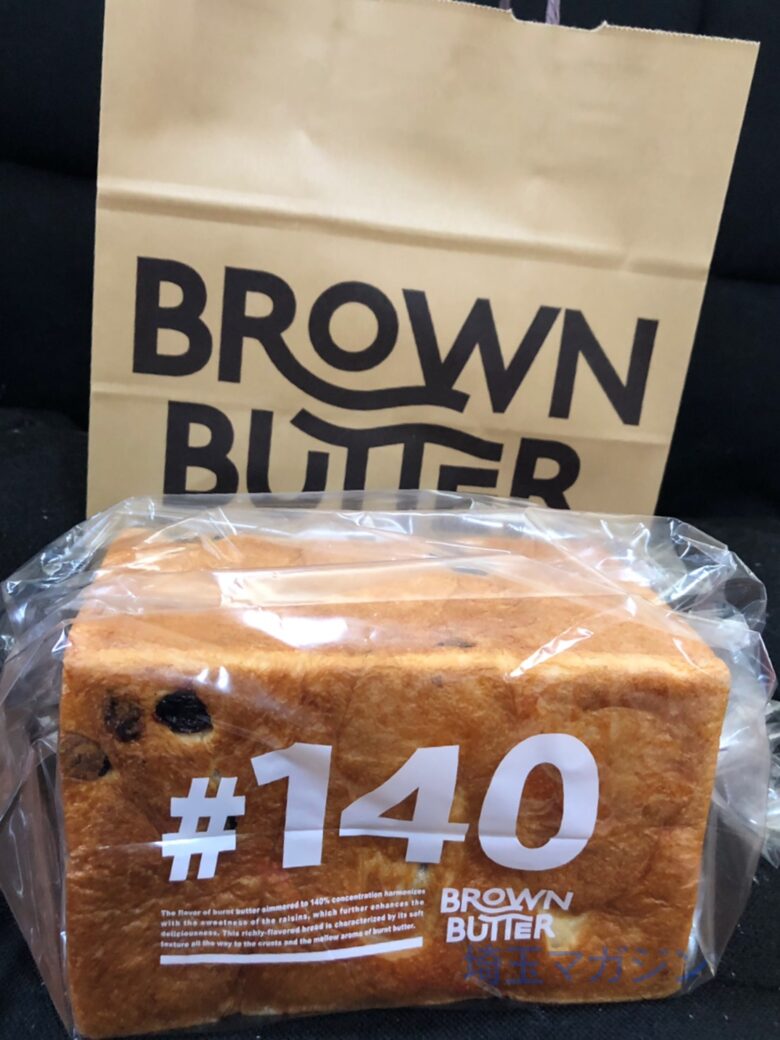 BROWN
BUTTER
#140
The flavor of burnt butter simmered to 140% concentration harmonizes
with the sweetness of the raisins, which further enhances the
deliciousness. This richly-flavored bread is characterized by its soft
texture all the way to the crusts and the mellow aroma of burnt butter.
BROWN
BUTTER
埼玉マガジン